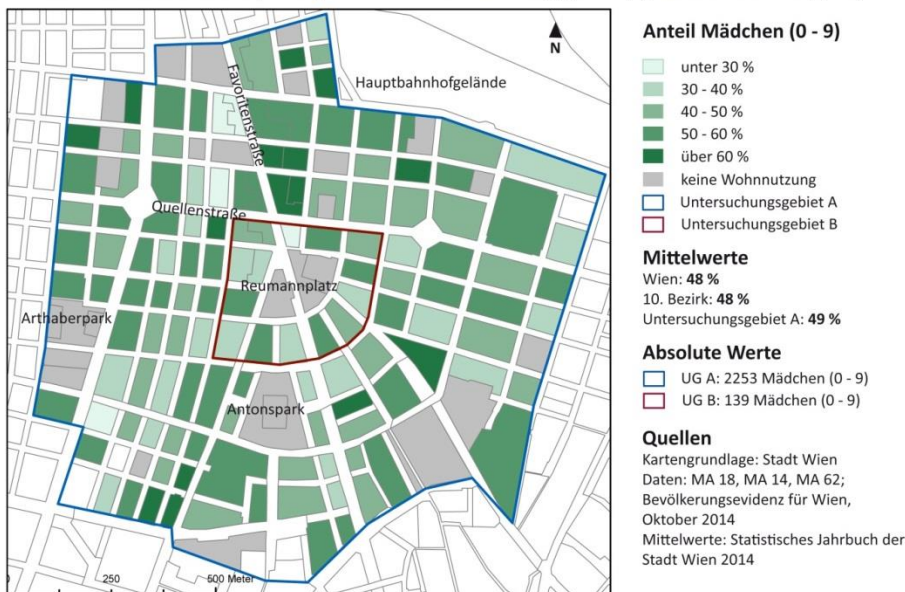 Hauptbahnhofgelände
N
Favoritenstraße
Quellenstraße
Reumannplatz
Arthaberpark
Antonspark
0
250
500 Meter
Anteil Mädchen (0 - 9)
unter 30 %
30 - 40 %
40 - 50 %
50 - 60 %
über 60 %
keine Wohnnutzung
Untersuchungsgebiet A
Untersuchungsgebiet B
Mittelwerte
Wien: 48 %
10. Bezirk: 48 %
Untersuchungsgebiet A: 49 %
Absolute Werte
UG A: 2253 Mädchen (0 - 9)
UG B: 139 Mädchen (0 - 9)
Quellen
Kartengrundlage: Stadt Wien
Daten: MA 18, MA 14, MA 62;
Bevölkerungsevidenz für Wien,
Oktober 2014
Mittelwerte: Statistisches Jahrbuch der
Stadt Wien 2014